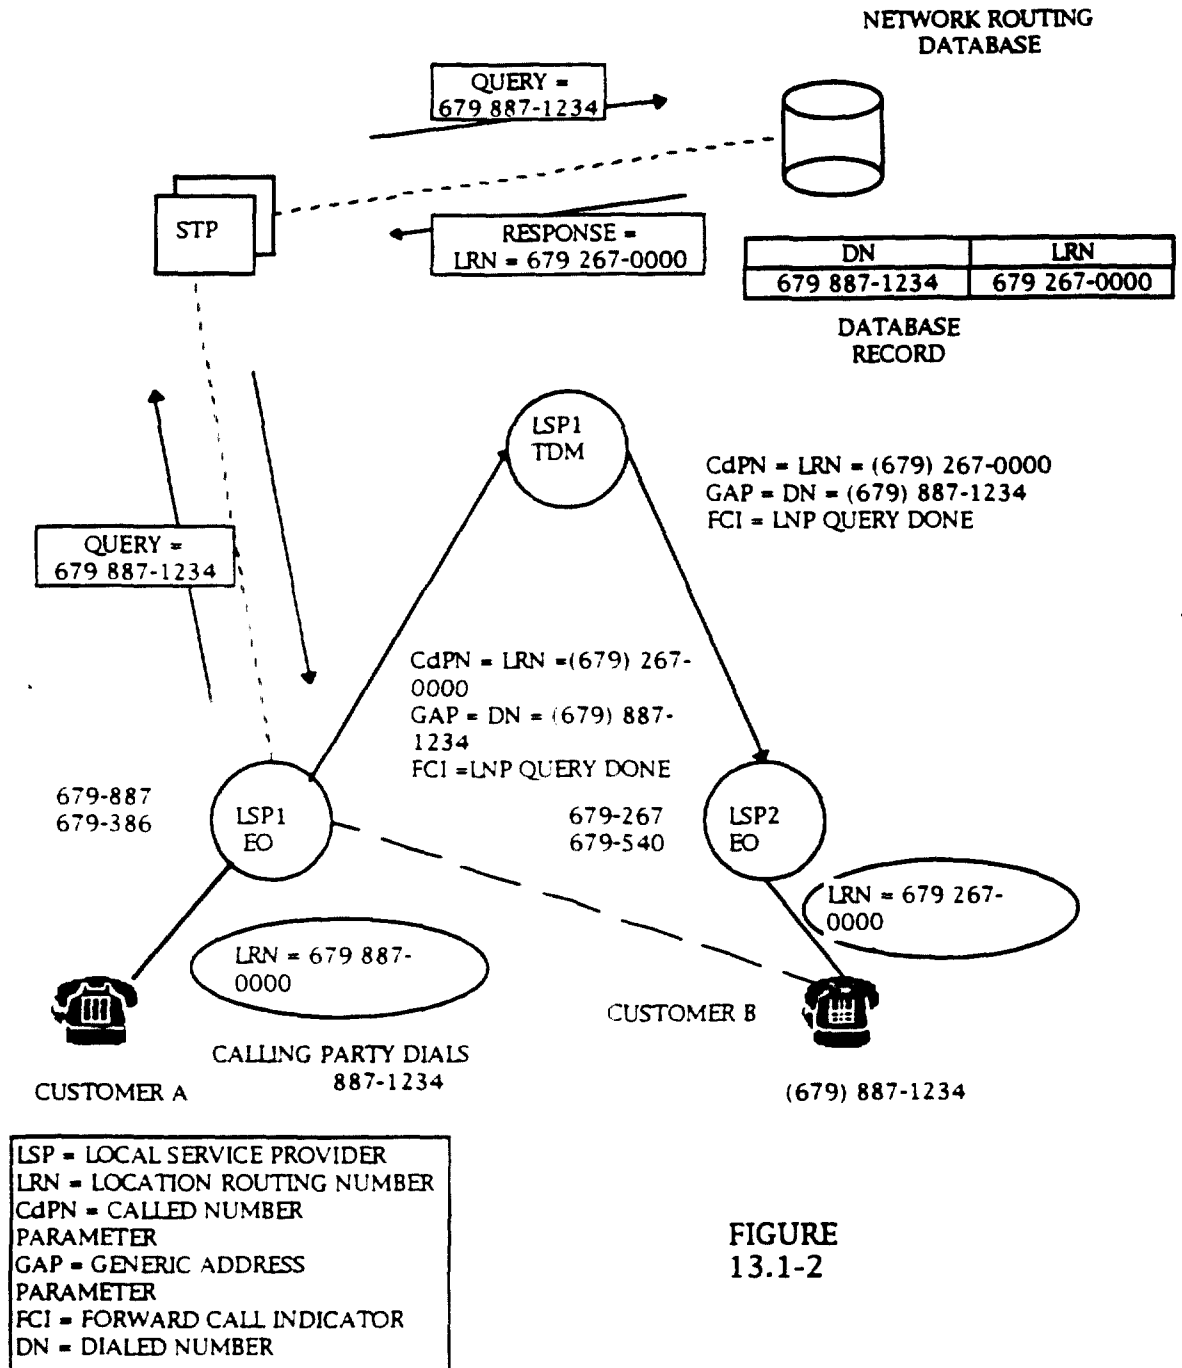 NETWORK ROUTING
DATABASE
QUERY =
679 887-1234
STP
RESPONSE =
LRN = 679 267-0000
DN LRN
679 887-1234 679 267-0000
DATABASE
RECORD
LSP1
TDM
CdPN = LRN = (679) 267-0000
GAP = DN = (679) 887-1234
FCI = LNP QUERY DONE
QUERY =
679 887-1234
CdPN = LRN =(679) 267-
0000
GAP = DN = (679) 887-
1234
FCI =LNP QUERY DONE
679-887
679-386
LSP1
EO
679-267
679-540
LSP2
EO
LRN = 679 267-
0000
LRN = 679 887-
0000
CUSTOMER B
CALLING PARTY DIALS
887-1234
CUSTOMER A
(679) 887-1234
LSP = LOCAL SERVICE PROVIDER
LRN = LOCATION ROUTING NUMBER
CdPN = CALLED NUMBER
PARAMETER
GAP = GENERIC ADDRESS
PARAMETER
FCI = FORWARD CALL INDICATOR
DN = DIALED NUMBER
FIGURE
13.1-2